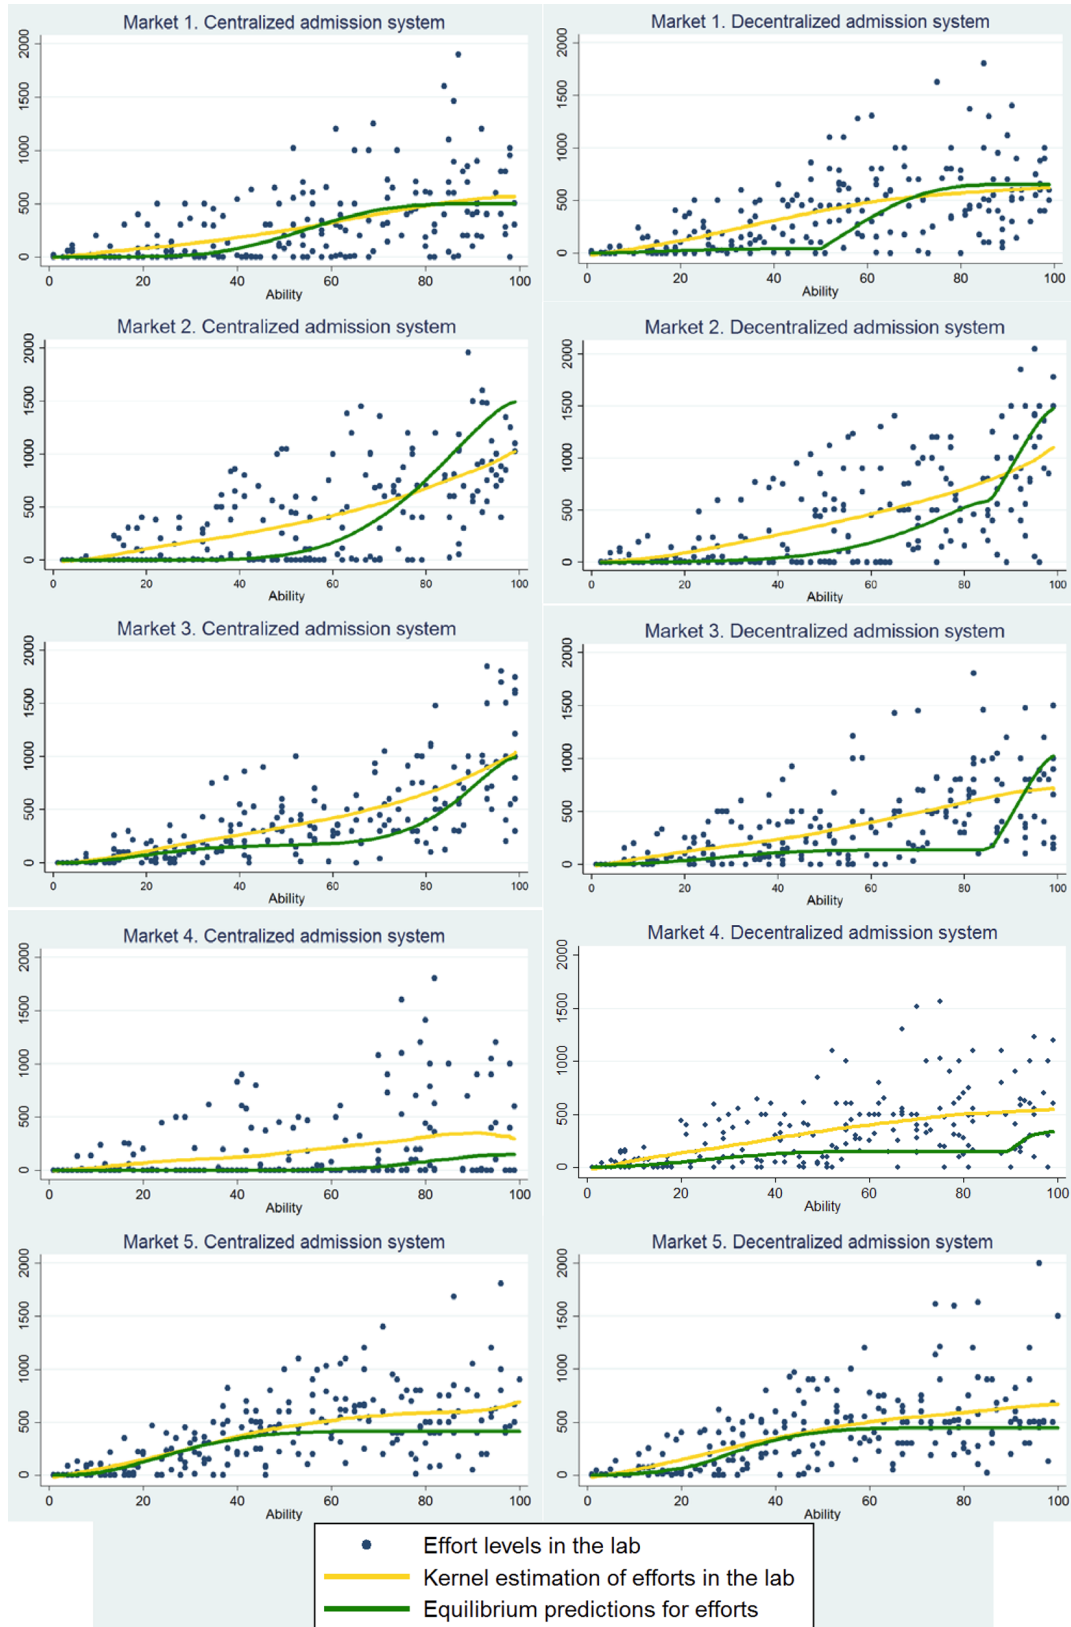 Market 1. Centralized admission system
2000
1500
1000
500
0
0 20 40 60 80 100
Ability
Market 1. Decentralized admission system
2000
1500
1000
500
0
0 20 40 60 80 100
Ability
Market 2. Centralized admission system
2000
1500
1000
500
0
0 20 40 60 80 100
Ability
Market 2. Decentralized admission system
2000
1500
1000
500
0
0 20 40 60 80 100
Ability
Market 3. Centralized admission system
2000
1500
1000
500
0
0 20 40 60 80 100
Ability
Market 3. Decentralized admission system
2000
1500
1000
500
0
0 20 40 60 80 100
Ability
Market 4. Centralized admission system
2000
1500
1000
500
0
0 20 40 60 80 100
Ability
Market 4. Decentralized admission system
2000
1500
1000
500
0
0 20 40 60 80 100
Ability
Market 5. Centralized admission system
2000
1500
1000
500
0
0 20 40 60 80 100
Ability
Market 5. Decentralized admission system
2000
1500
1000
500
0
0 20 40 60 80 100
Ability
Effort levels in the lab
Kernel estimation of efforts in the lab
Equilibrium predictions for efforts